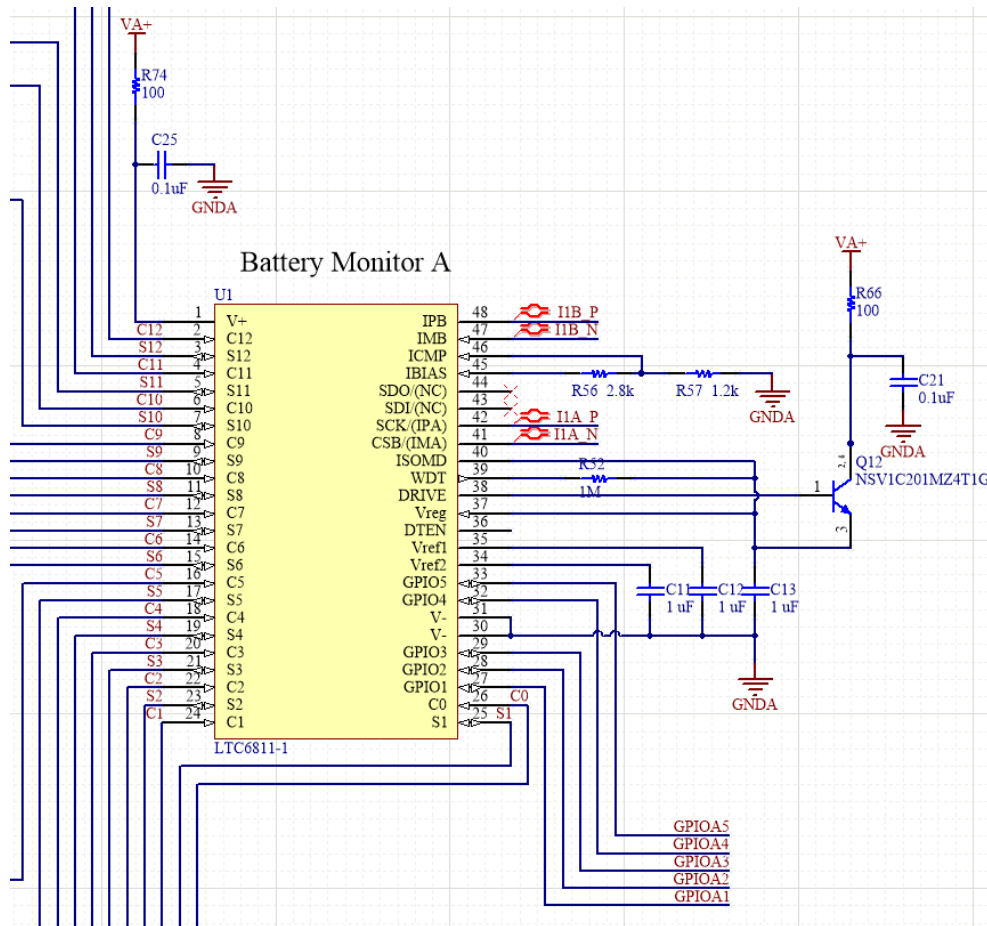 VA+
R74
100
C25
0.1uF
GNDA
Battery Monitor A
VA+
R66
100
C21
0.1uF
GNDA
2,4
Q12
NSV1C201MZ4T1G
1
3
U1
1 V+ IPB 48 I1B_P
C12 2 C12 IMB 47 I1B_N
S12 3 S12 ICMP 46
C11 4 C11 IBIAS 45
R56 2.8k R57 1.2k
GNDA
S11 5 S11 SDO/(NC) 44
C10 6 C10 SDI/(NC) 43
S10 7 S10 SCK/(IPA) 42 I1A_P
C9 8 C9 CSB/(IMA) 41 I1A_N
S9 9 S9 ISOMD 40
C8 10 C8 WDT 39 R52
1M
S8 11 S8 DRIVE 38
C7 12 C7 Vreg 37
S7 13 S7 DTEN 36
C6 14 C6 Vref1 35
S6 15 S6 Vref2 34
C5 16 C5 GPIO5 33
S5 17 S5 GPIO4 32
C11 C12 C13
1 uF 1 uF 1 uF
C4 18 C4 V- 31
S4 19 S4 V- 30
C3 20 C3 GPIO3 29
S3 21 S3 GPIO2 28
C2 22 C2 GPIO1 27
S2 23 S2 C0 26 C0
C1 24 C1 S1 25 S1
GNDA
LTC6811-1
GPIOA5
GPIOA4
GPIOA3
GPIOA2
GPIOA1